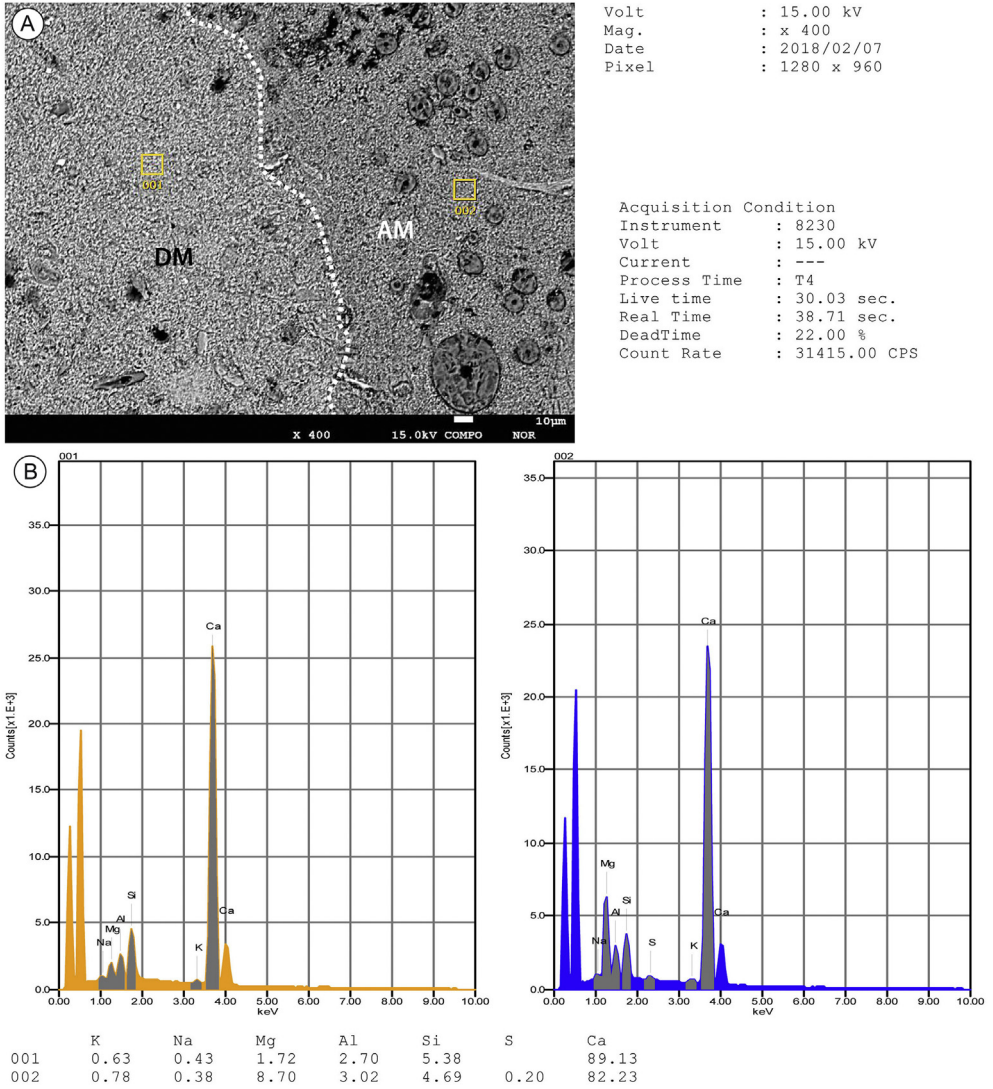 A
001
002
DM
AM
10µm
X 400 15.0kV COMPO NOR
Volt : 15.00 kV
Mag. : x 400
Date : 2018/02/07
Pixel : 1280 x 960
Acquisition Condition
Instrument : 8230
Volt : 15.00 kV
Current : ---
Process Time : T4
Live time : 30.03 sec.
Real Time : 38.71 sec.
DeadTime : 22.00 %
Count Rate : 31415.00 CPS
B
001
35.0
30.0
25.0
20.0
15.0
10.0
5.0
0.0
Counts[x1.E+3]
Ca
Si
Al
Mg
Na
K
Ca
0.00 1.00 2.00 3.00 4.00 5.00 6.00 7.00 8.00 9.00 10.00
keV
002
35.0
30.0
25.0
20.0
15.0
10.0
5.0
0.0
Counts[x1.E+3]
Ca
Mg
Si
Al
Na
S
K
Ca
0.00 1.00 2.00 3.00 4.00 5.00 6.00 7.00 8.00 9.00 10.00
keV
K Na Mg Al Si S Ca
001 0.63 0.43 1.72 2.70 5.38 89.13
002 0.78 0.38 8.70 3.02 4.69 0.20 82.23